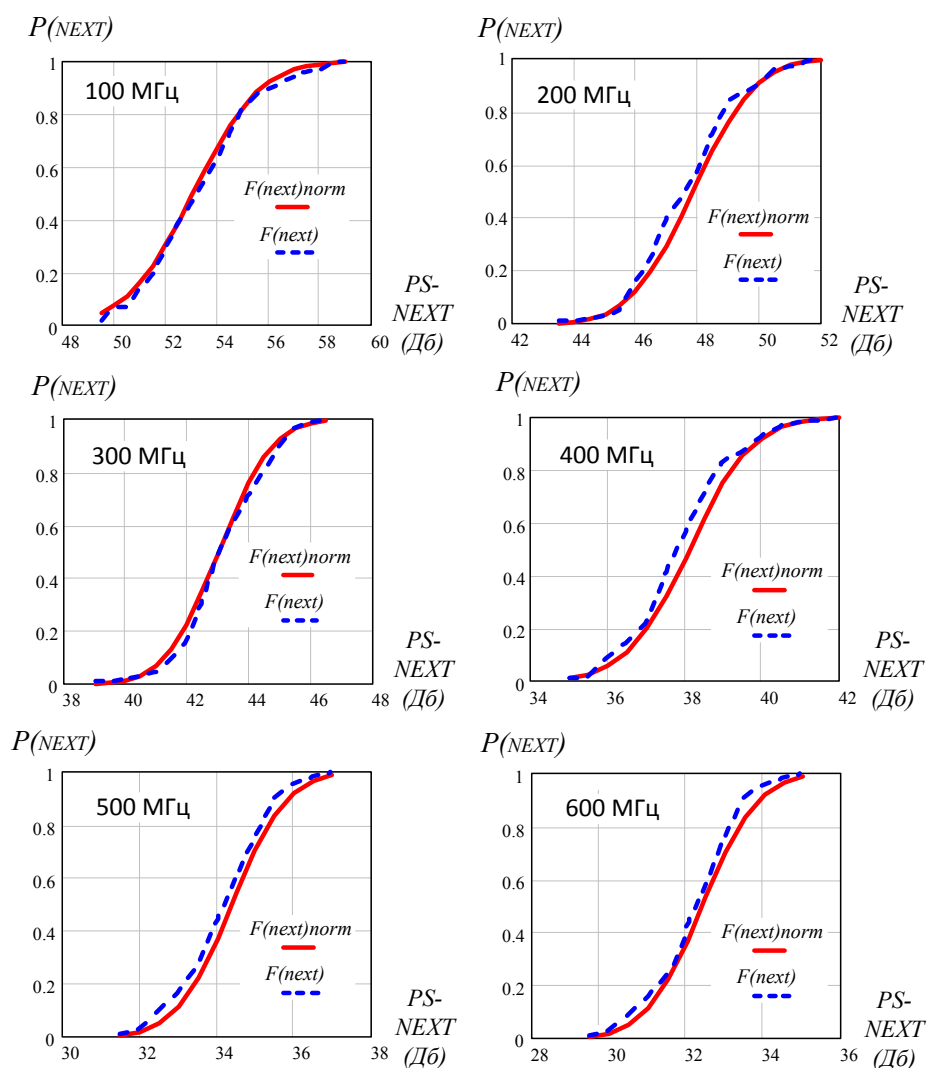 P(NEXT)
100 МГц
1
0.8
0.6
0.4
0.2
0
F(next)norm
F(next)
48 50 52 54 56 58 60
PS-
NEXT
(Дб)
P(NEXT)
200 МГц
1
0.8
0.6
0.4
0.2
0
F(next)norm
F(next)
42 44 46 48 50 52
PS-
NEXT
(Дб)
P(NEXT)
300 МГц
1
0.8
0.6
0.4
0.2
0
F(next)norm
F(next)
38 40 42 44 46 48
PS-
NEXT
(Дб)
P(NEXT)
400 МГц
1
0.8
0.6
0.4
0.2
0
F(next)norm
F(next)
34 36 38 40 42
PS-
NEXT
(Дб)
P(NEXT)
500 МГц
1
0.8
0.6
0.4
0.2
0
F(next)norm
F(next)
30 32 34 36 38
PS-
NEXT
(Дб)
P(NEXT)
600 МГц
1
0.8
0.6
0.4
0.2
0
F(next)norm
F(next)
28 30 32 34 36
PS-
NEXT
(Дб)